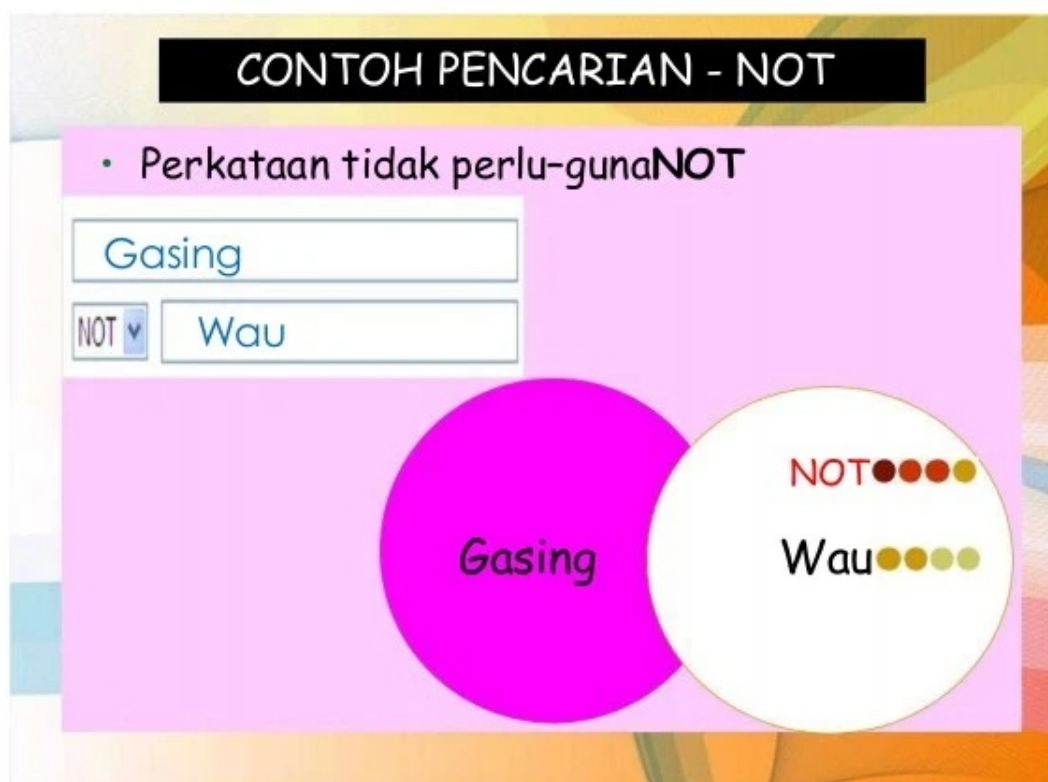 CONTOH PENCARIAN - NOT
• Perkataan tidak perlu–gunaNOT
Gasing
NOT Wau
NOT
Gasing
Wau